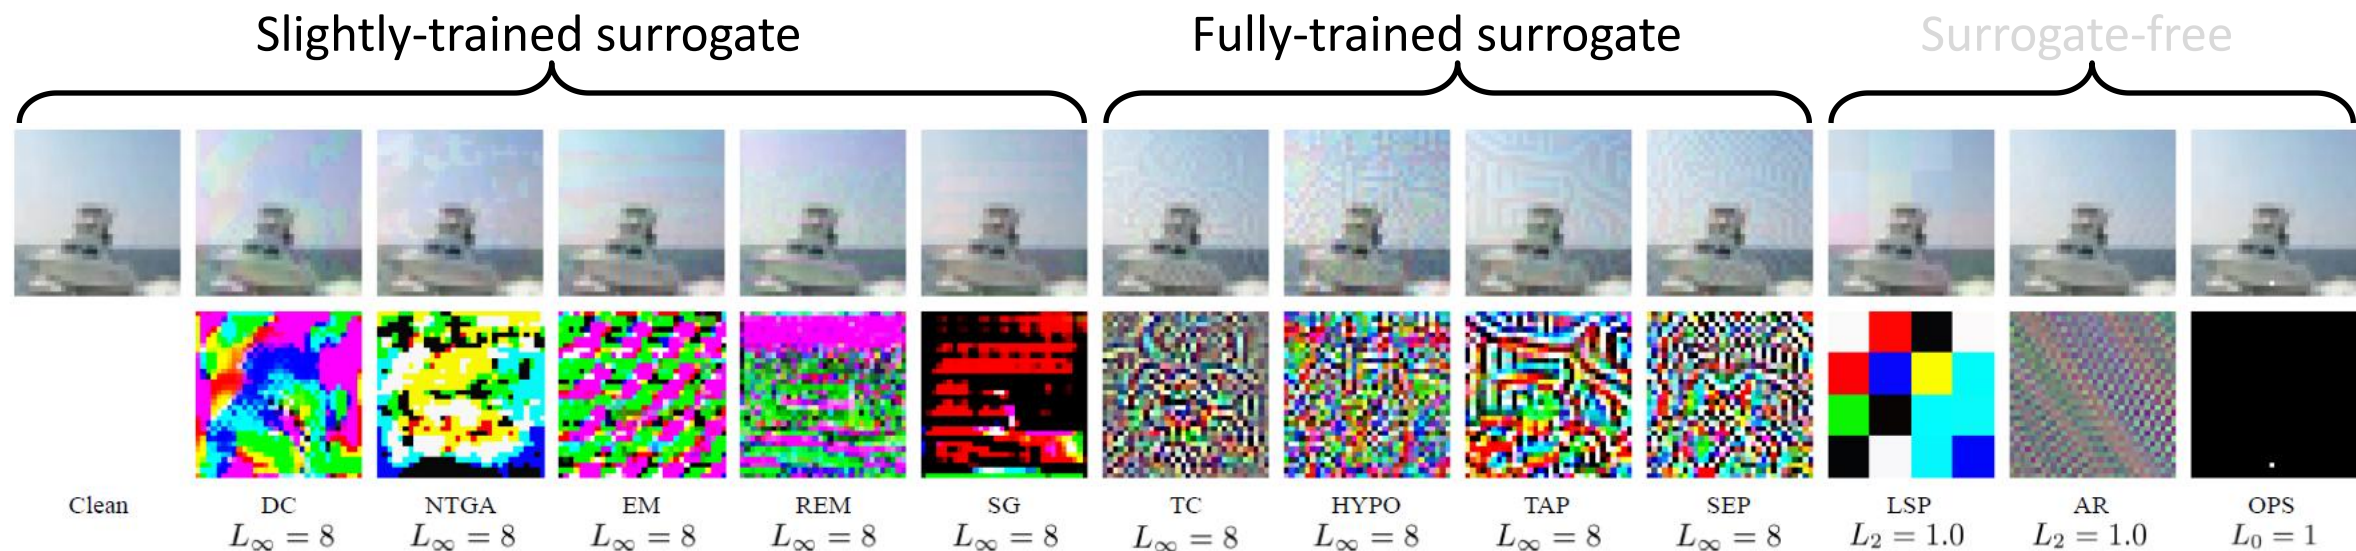 Slightly-trained surrogate Fully-trained surrogate Surrogate-free
Clean DC NTGA EM REM SG TC HYPO TAP SEP LSP AR OPS
L∞ = 8 L∞ = 8 L∞ = 8 L∞ = 8 L∞ = 8 L∞ = 8 L∞ = 8 L∞ = 8 L∞ = 8 L2 = 1.0 L2 = 1.0 L0 = 1